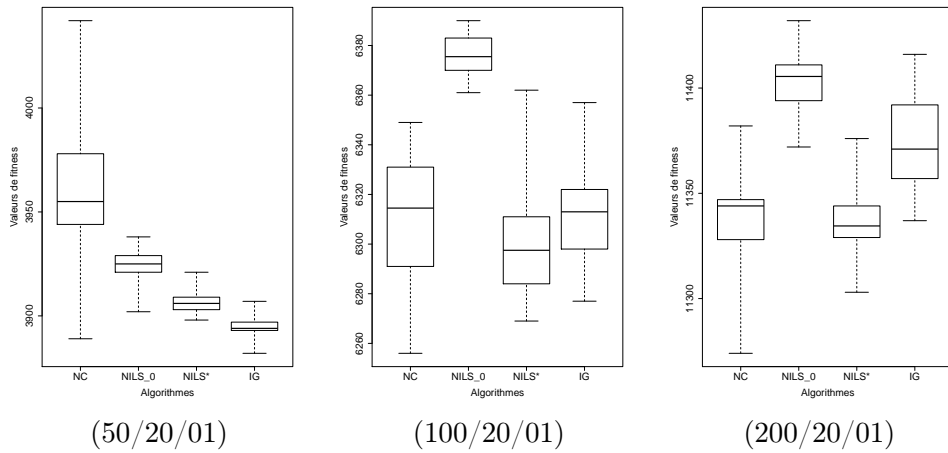 Valeurs de fitness
4000
3950
3900
NC NILS_0 NILS* IG
Algorithmes
(50/20/01)
Valeurs de fitness
6380
6360
6340
6320
6300
6280
6260
NC NILS_0 NILS* IG
Algorithmes
(100/20/01)
Valeurs de fitness
11400
11350
11300
NC NILS_0 NILS* IG
Algorithmes
(200/20/01)